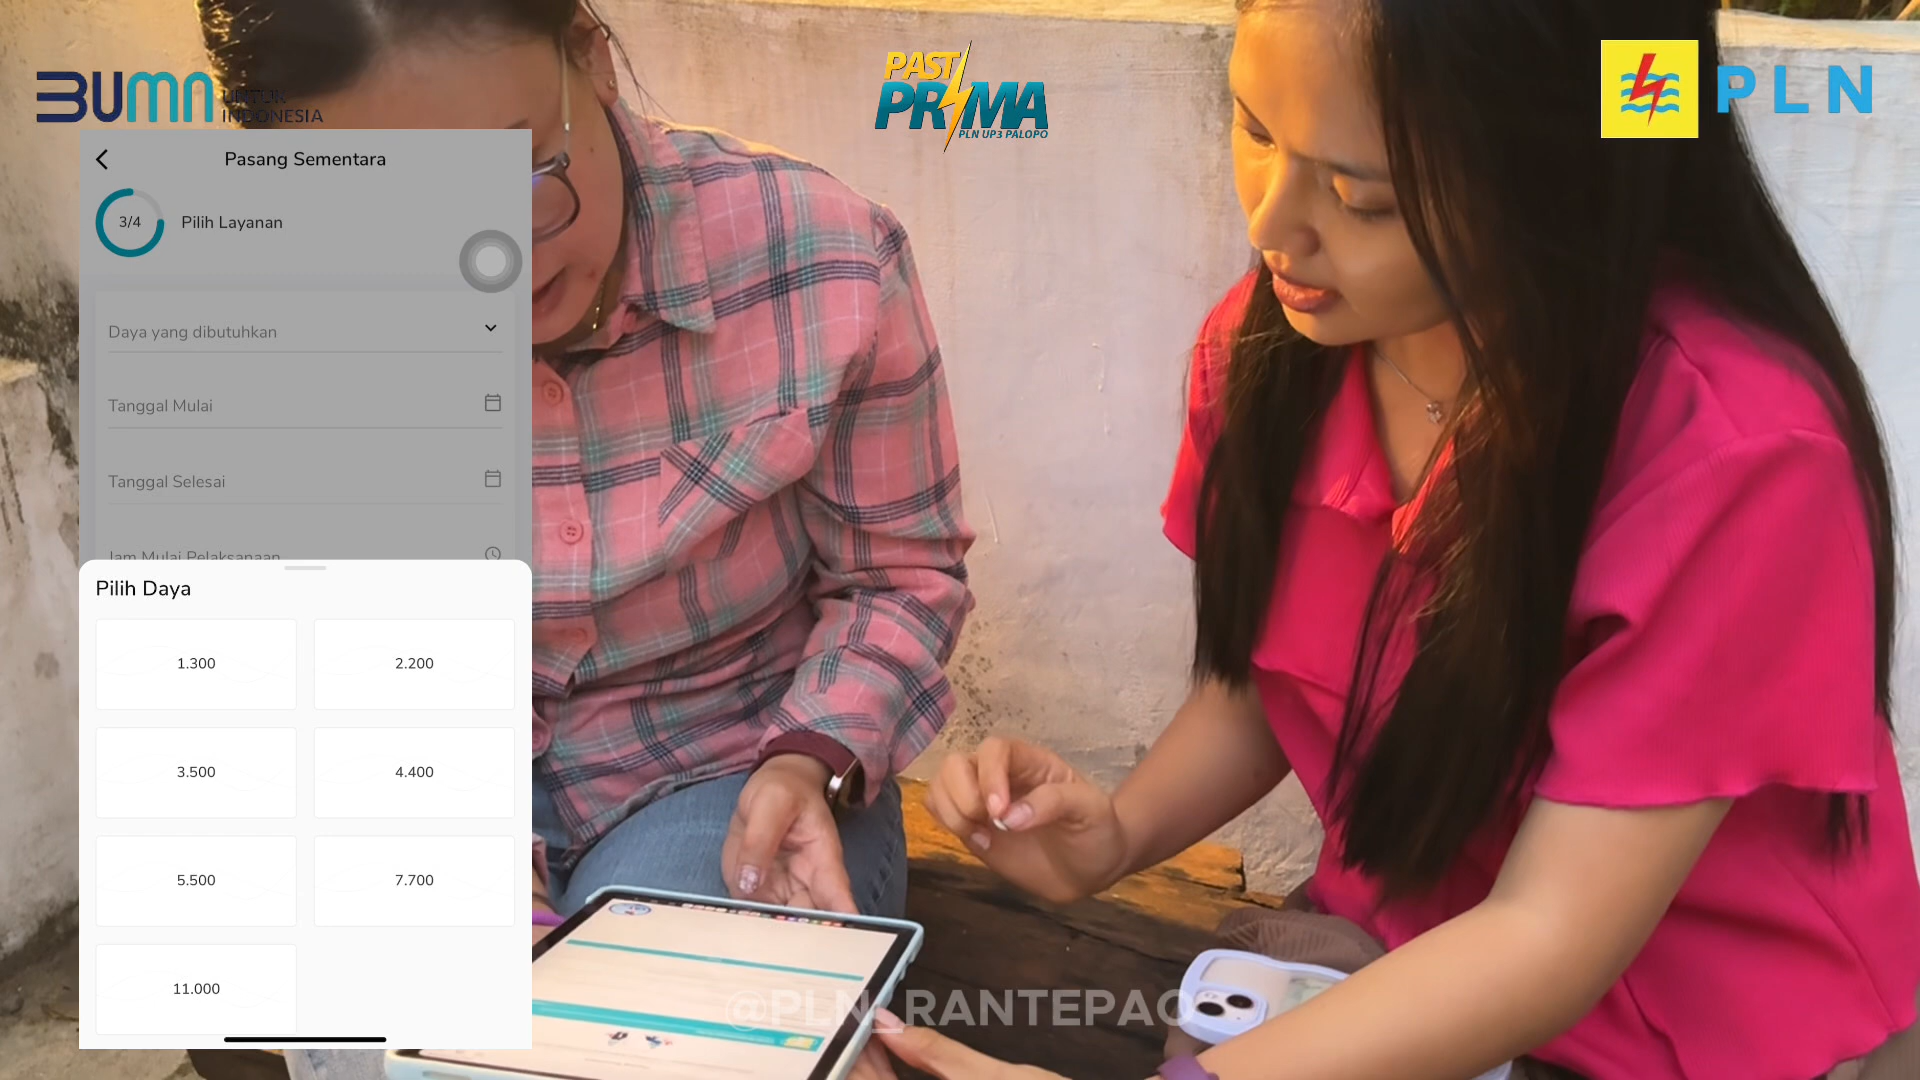 BUMN
UNTUK
INDONESIA
PAST
PRIMA
PLN UP3 PALOPO
PLN
Pasang Sementara
3/4
Pilih Layanan
Daya yang dibutuhkan
Tanggal Mulai
Tanggal Selesai
Jam Mulai Pelaksanaan
Pilih Daya
1.300
2.200
3.500
4.400
5.500
7.700
11.000
@PLN_RANTEPAO